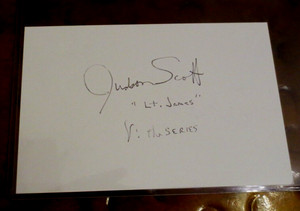 Judson Scott
"Lt. James"
V: the SERIES